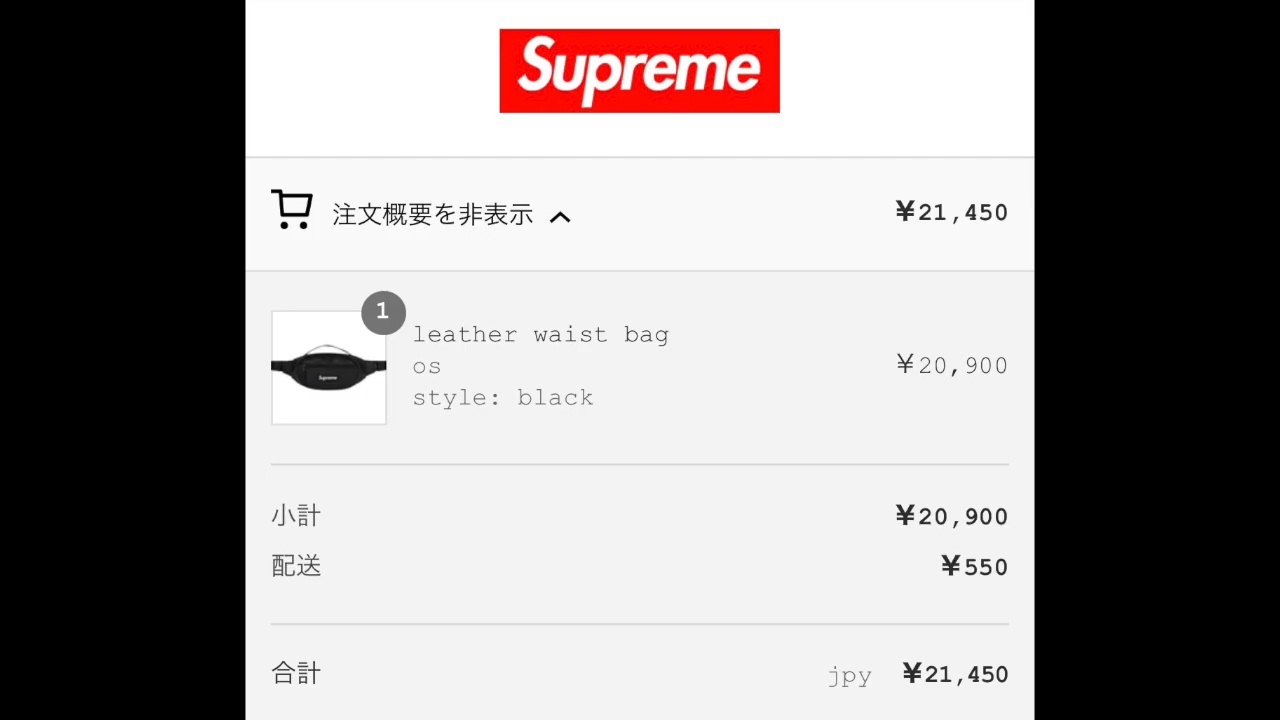 Supreme
注文概要を非表示 ¥21,450
1
leather waist bag
os
style: black
¥20,900
Supreme
小計 ¥20,900
配送 ¥550
合計 jpy ¥21,450